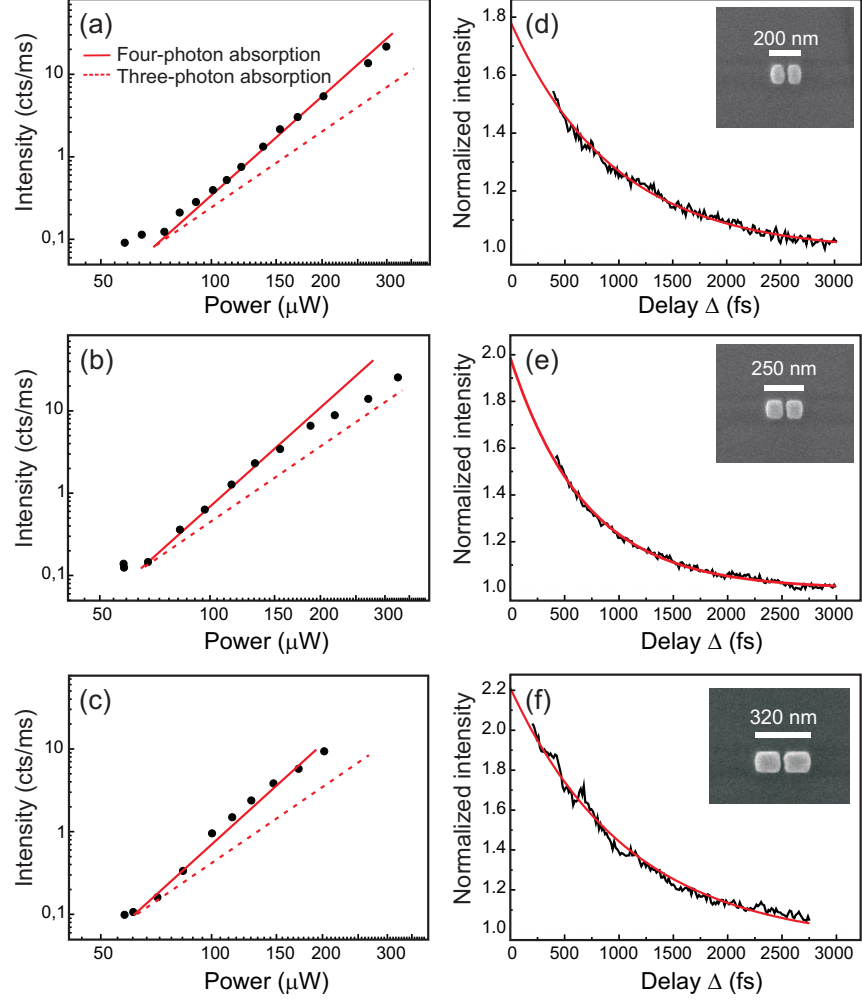 (a)
Four-photon absorption
Three-photon absorption
10
1
0,1
50
100
150
200
300
Intensity (cts/ms)
Power (μW)
(d)
200 nm
1.8
1.6
1.4
1.2
1.0
0
500
1000
1500
2000
2500
3000
Normalized intensity
Delay Δ (fs)
(b)
10
1
0,1
50
100
150
200
300
Intensity (cts/ms)
Power (μW)
(e)
250 nm
2.0
1.8
1.6
1.4
1.2
1.0
0
500
1000
1500
2000
2500
3000
Normalized intensity
Delay Δ (fs)
(c)
10
1
0,1
50
100
150
200
300
Intensity (cts/ms)
Power (μW)
(f)
320 nm
2.2
2.0
1.8
1.6
1.4
1.2
1.0
0
500
1000
1500
2000
2500
3000
Normalized intensity
Delay Δ (fs)